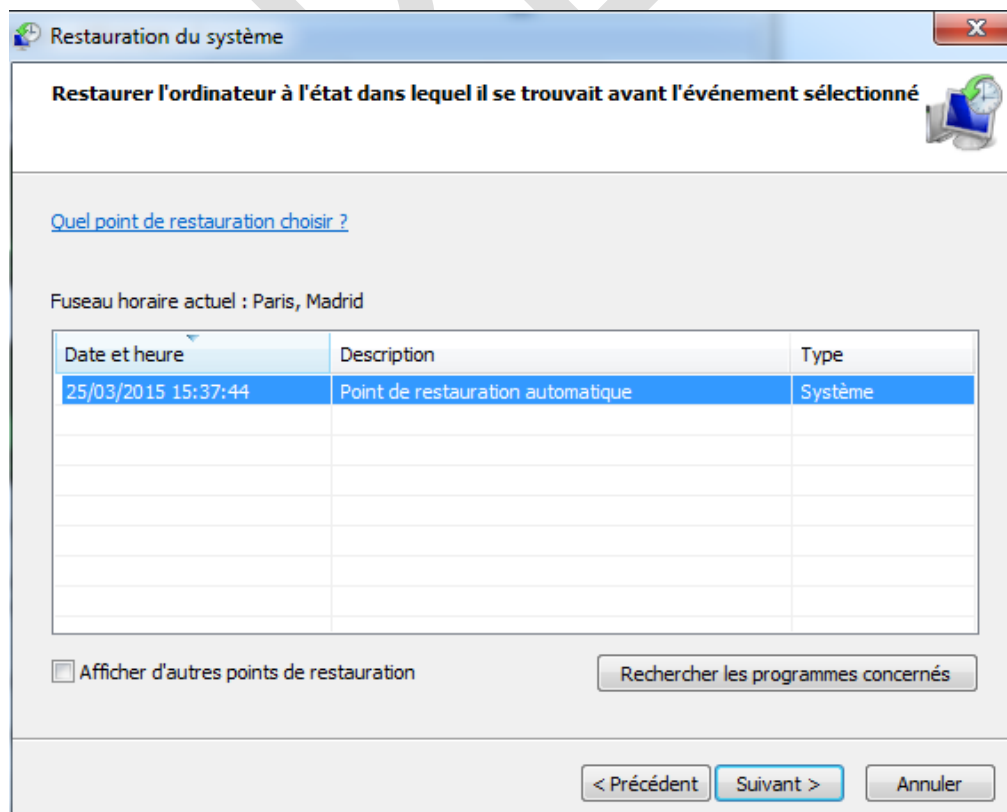 Restauration du système
Restaurer l'ordinateur à l'état dans lequel il se trouvait avant l'événement sélectionné
Quel point de restauration choisir ?
Fuseau horaire actuel : Paris, Madrid
Date et heure Description Type
25/03/2015 15:37:44 Point de restauration automatique Système
Afficher d'autres points de restauration Rechercher les programmes concernés
< Précédent Suivant > Annuler